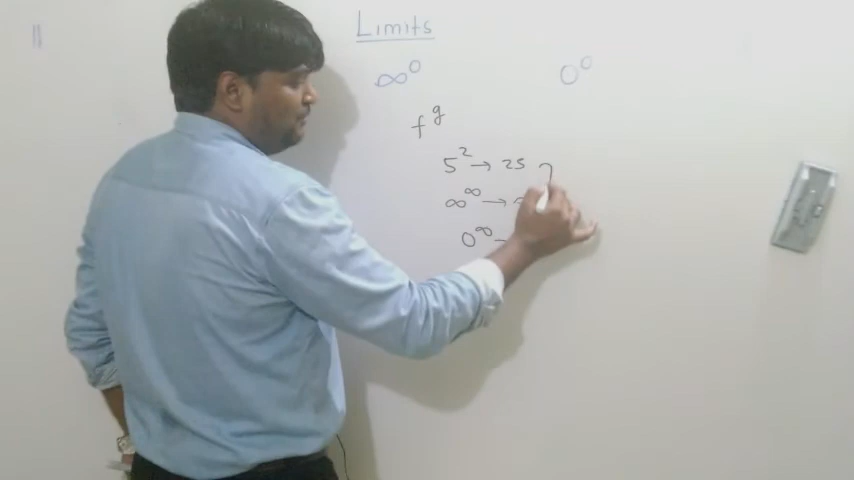 Limits
∞⁰ 0⁰
f^g
5² → 25
∞^∞ →
0^∞